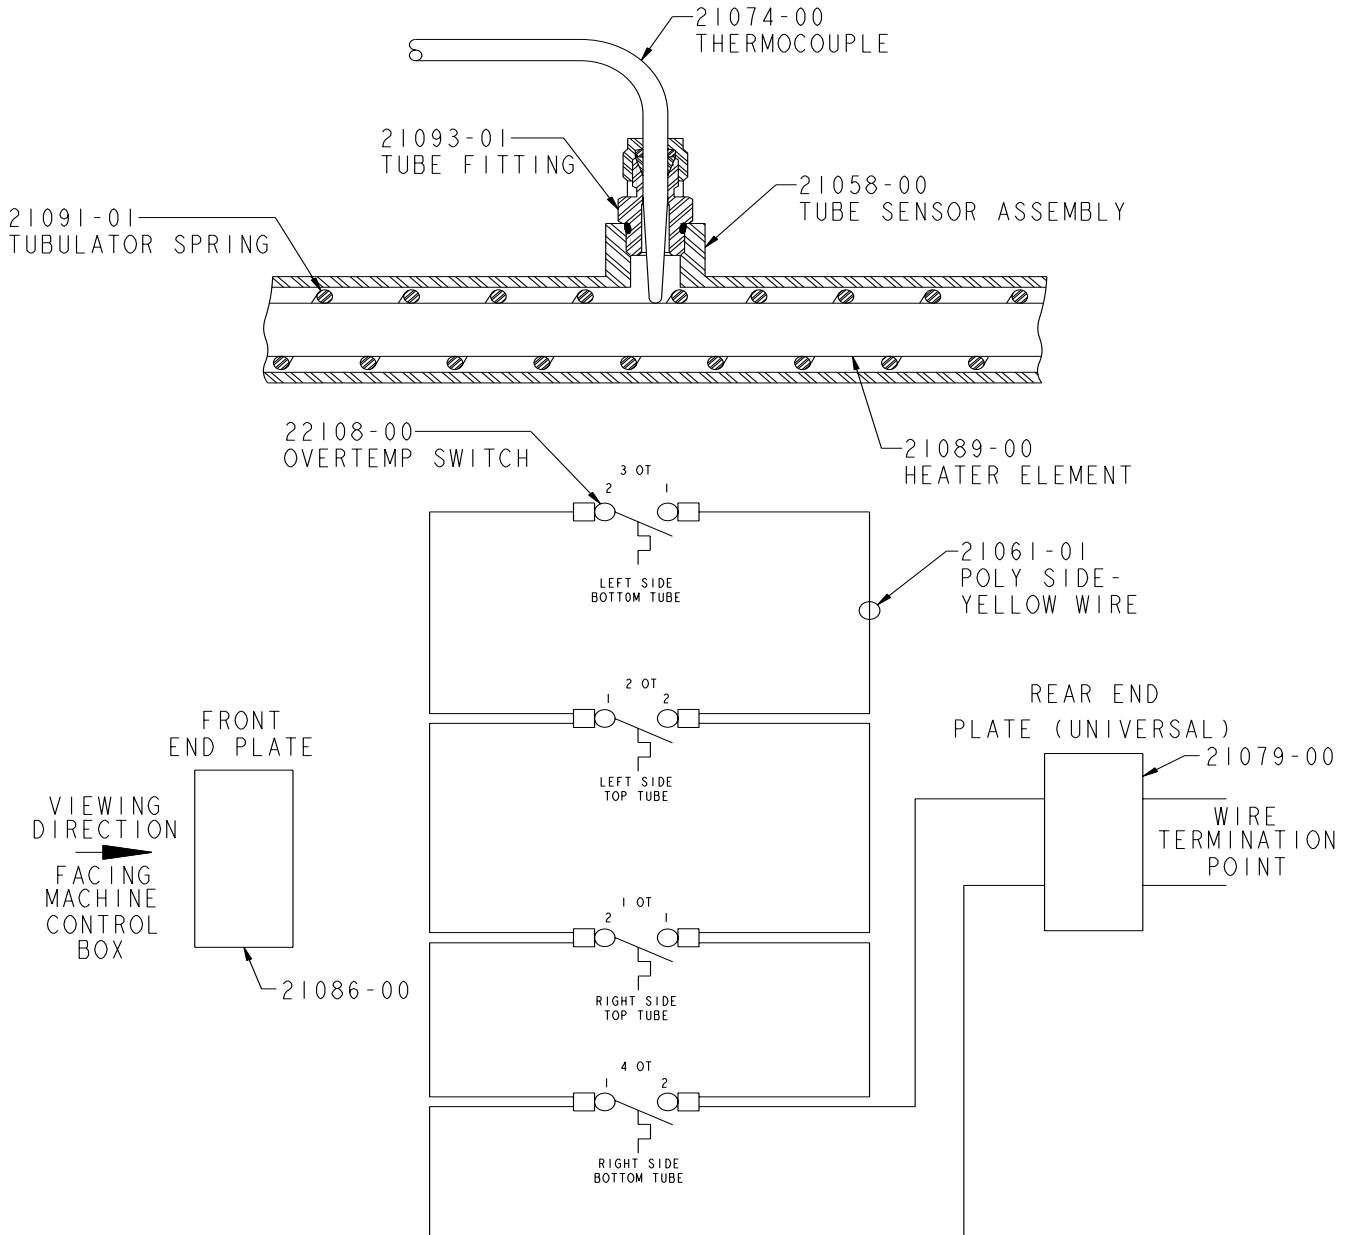 21074-00
THERMOCOUPLE
21093-01
TUBE FITTING
21058-00
TUBE SENSOR ASSEMBLY
21091-01
TUBULATOR SPRING
22108-00
OVERTEMP SWITCH
21089-00
HEATER ELEMENT
3 OT
2 1
LEFT SIDE
BOTTOM TUBE
21061-01
POLY SIDE-
YELLOW WIRE
2 OT
1 2
LEFT SIDE
TOP TUBE
REAR END
PLATE (UNIVERSAL)
21079-00
WIRE
TERMINATION
POINT
FRONT
END PLATE
VIEWING
DIRECTION
FACING
MACHINE
CONTROL
BOX
21086-00
1 OT
2 1
RIGHT SIDE
TOP TUBE
4 OT
1 2
RIGHT SIDE
BOTTOM TUBE